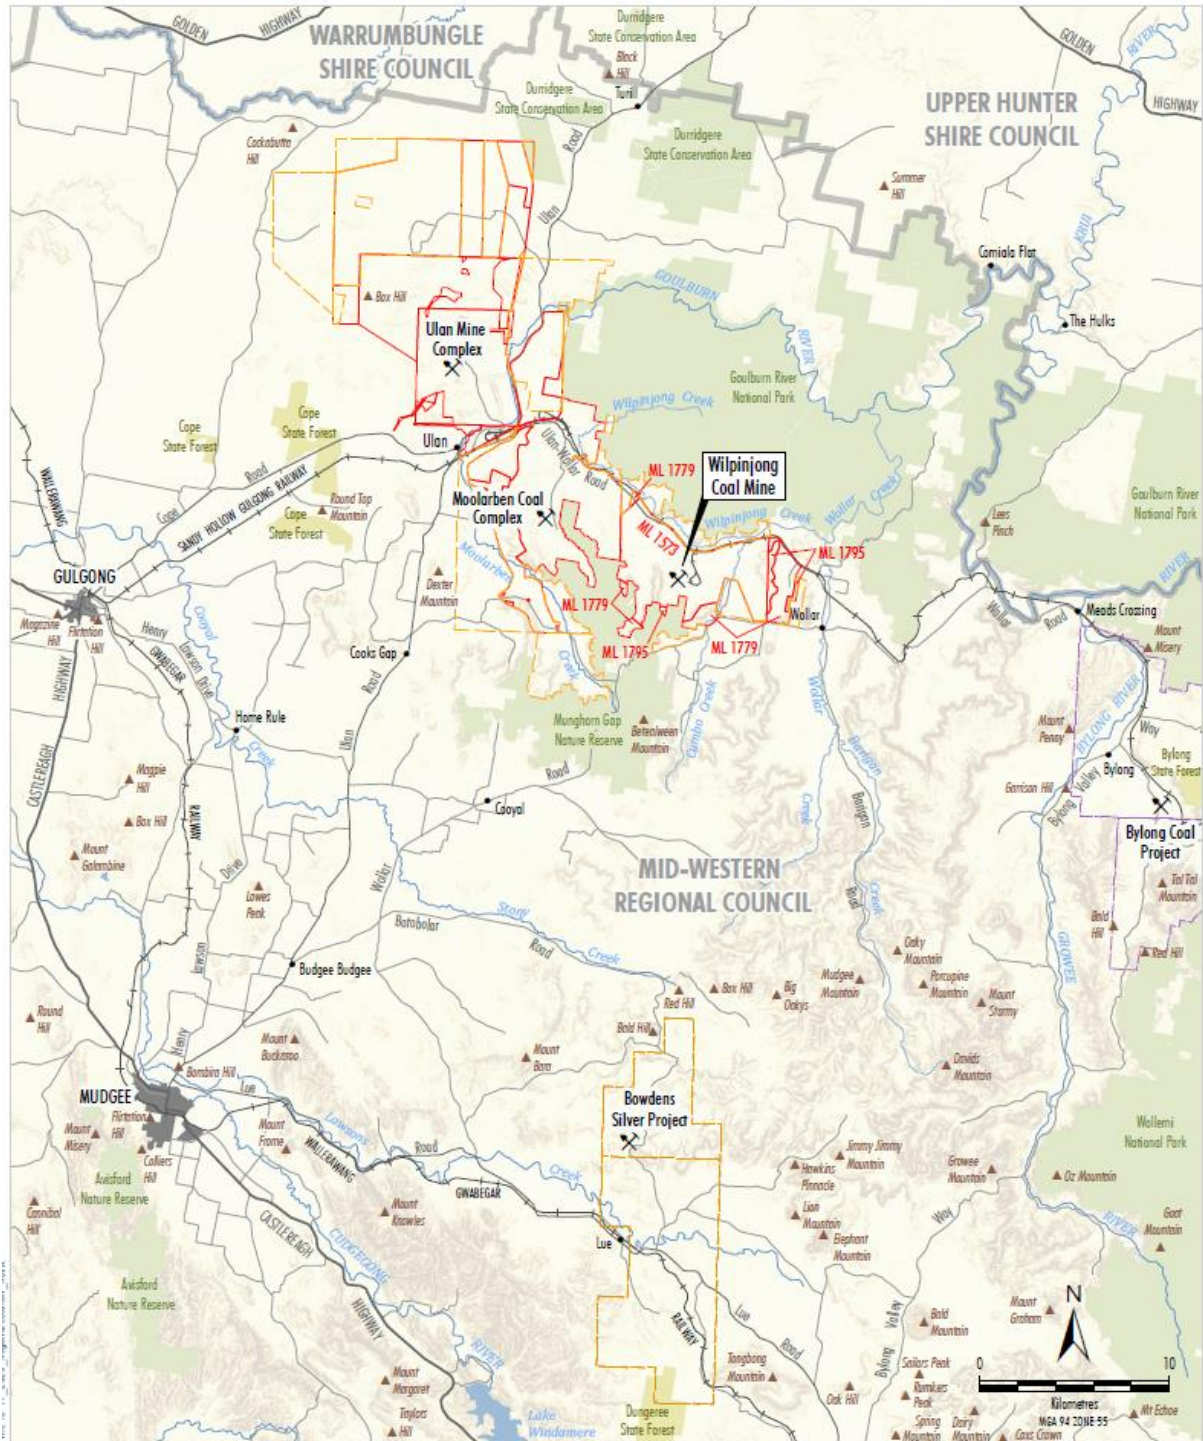 GOLDEN
HIGHWAY
WARRUMBUNGLE
SHIRE COUNCIL
Durridgere
State Conservation Area
Black
Hill
Turill
GOLDEN
HIGHWAY
RIVER
UPPER HUNTER
SHIRE COUNCIL
Durridgere
State Conservation Area
Durridgere
State Conservation Area
Cockabutta
Hill
Road
Ulan
Summer
Hill
KRUI
Comiala Flat
The Hulks
Box Hill
GOULBURN
RIVER
Ulan Mine
Complex
Goulburn River
National Park
Wilpinjong Creek
Cope
State Forest
Cope
State Forest
Cope
State Forest
Ulan
Ulan-Wollar Road
ML 1779
Wilpinjong
Coal Mine
WALLERAWANG
Cope
Road
SANDY HOLLOW GULGONG RAILWAY
Round Top
Mountain
Moolarben Coal
Complex
ML 1573
Wilpinjong Creek
Wollar Creek
Goulburn River
National Park
Lees
Pinch
ML 1795
RIVER
GULGONG
Magazine
Hill
Flirtation
Hill
Dexter
Mountain
Moolarben
Creek
ML 1779
ML 1795
ML 1779
Wollar
Wollar
Road
Meads Crossing
Mount
Misery
Henry
Lawson Drive
GWABEGAR
RAILWAY
Cooyal
Creek
Cooks Gap
Road
Ulan
Home Rule
HIGHWAY
CASTLEREAGH
Munghorn Gap
Nature Reserve
Betealween
Mountain
Cumbo Creek
Wollar
Creek
Barigan
Creek
Barigan
Road
Mount
Penny
BYLONG RIVER
Way
Bylong
Bylong
State Forest
Garrison Hill
Bylong Valley
Bylong Coal
Project
Magpie
Hill
Box Hill
Mount
Galambine
Road
Cooyal
MID-WESTERN
REGIONAL COUNCIL
Tal Tal
Mountain
Bald
Hill
Red Hill
Drive
Lowes
Peak
Lawson
Henry
Wollar
Botobolar
Road
Stony
Creek
Budgee Budgee
GROWEE
RIVER
Oaky
Mountain
Mudgee
Mountain
Porcupine
Mountain
Mount
Stormy
Red Hill
Box Hill
Big
Oakys
Round
Hill
Mount
Buckaroo
Bald Hill
Mount
Bara
Davids
Mountain
Bombira Hill
MUDGEE
Flirtation
Hill
Mount
Misery
Colliers
Hill
Avisford
Nature Reserve
Lue
Road
Lawsons
Creek
Mount
Frome
WALLERAWANG
GWABEGAR
RAILWAY
Bowdens
Silver Project
Wollemi
National Park
Jimmy Jimmy
Mountain
Hawkins
Pinnacle
Growee
Mountain
Oz Mountain
Cannibal
Hill
Mount
Knowles
Lion
Mountain
Elephant
Mountain
Goat
Mountain
Way
CASTLEREAGH
HIGHWAY
CUDGEGONG
RIVER
Lue
Lue
Road
Avisford
Nature Reserve
Bylong Valley
Bald
Mountain
Mount
Graham
N
0
10
Kilometres
MGA 94 ZONE 55
Mount
Margaret
Taylors
Hill
Lake
Windamere
Tongbong
Mountain
Dungeree
State Forest
Oak Hill
Sailors Peak
Rumkers
Peak
Spring
Mountain
Dairy
Mountain
Coxs Crown
Mt Echoe